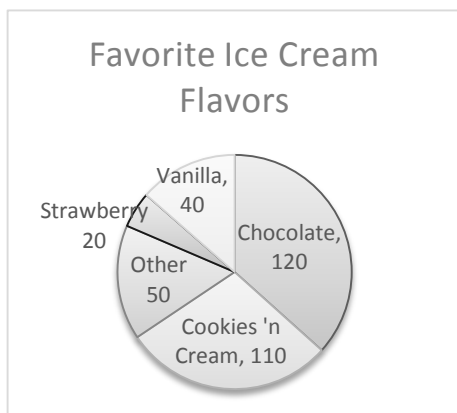 Favorite Ice Cream
Flavors
Vanilla,
40
Strawberry
20
Chocolate,
120
Other
50
Cookies 'n
Cream, 110